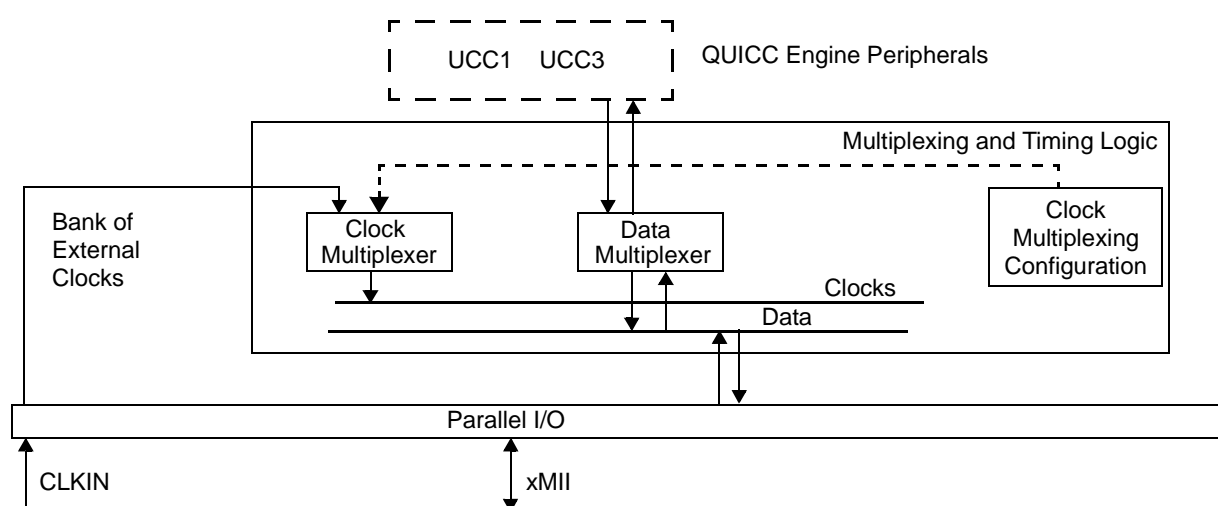 UCC1 UCC3
QUICC Engine Peripherals
Multiplexing and Timing Logic
Bank of
External
Clocks
Clock
Multiplexer
Data
Multiplexer
Clock
Multiplexing
Configuration
Clocks
Data
Parallel I/O
CLKIN
xMII